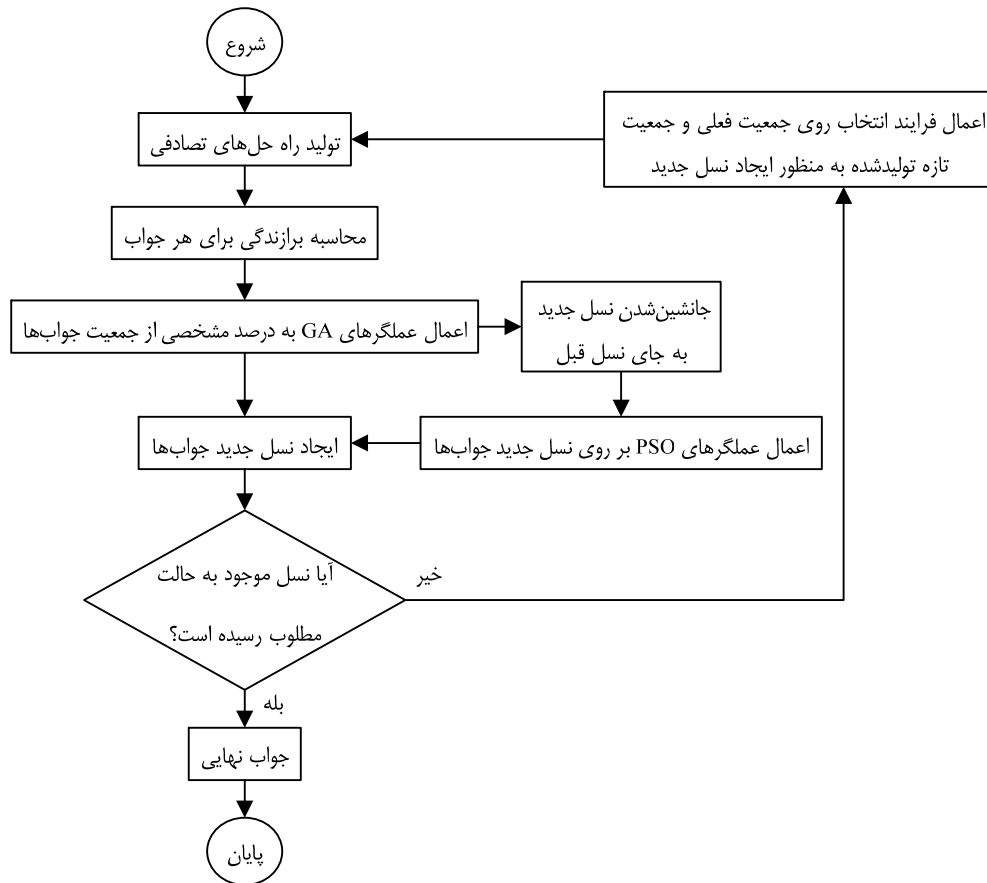 شروع
تولید راه حل‌های تصادفی
اعمال فرایند انتخاب روی جمعیت فعلی و جمعیت
تازه تولیدشده به منظور ایجاد نسل جدید
محاسبه برازندگی برای هر جواب
اعمال عملگرهای GA به درصد مشخصی از جمعیت جواب‌ها
جانشین‌شدن نسل جدید
به جای نسل قبل
اعمال عملگرهای PSO بر روی نسل جدید جواب‌ها
ایجاد نسل جدید جواب‌ها
آیا نسل موجود به حالت
مطلوب رسیده است؟
خیر
بله
جواب نهایی
پایان